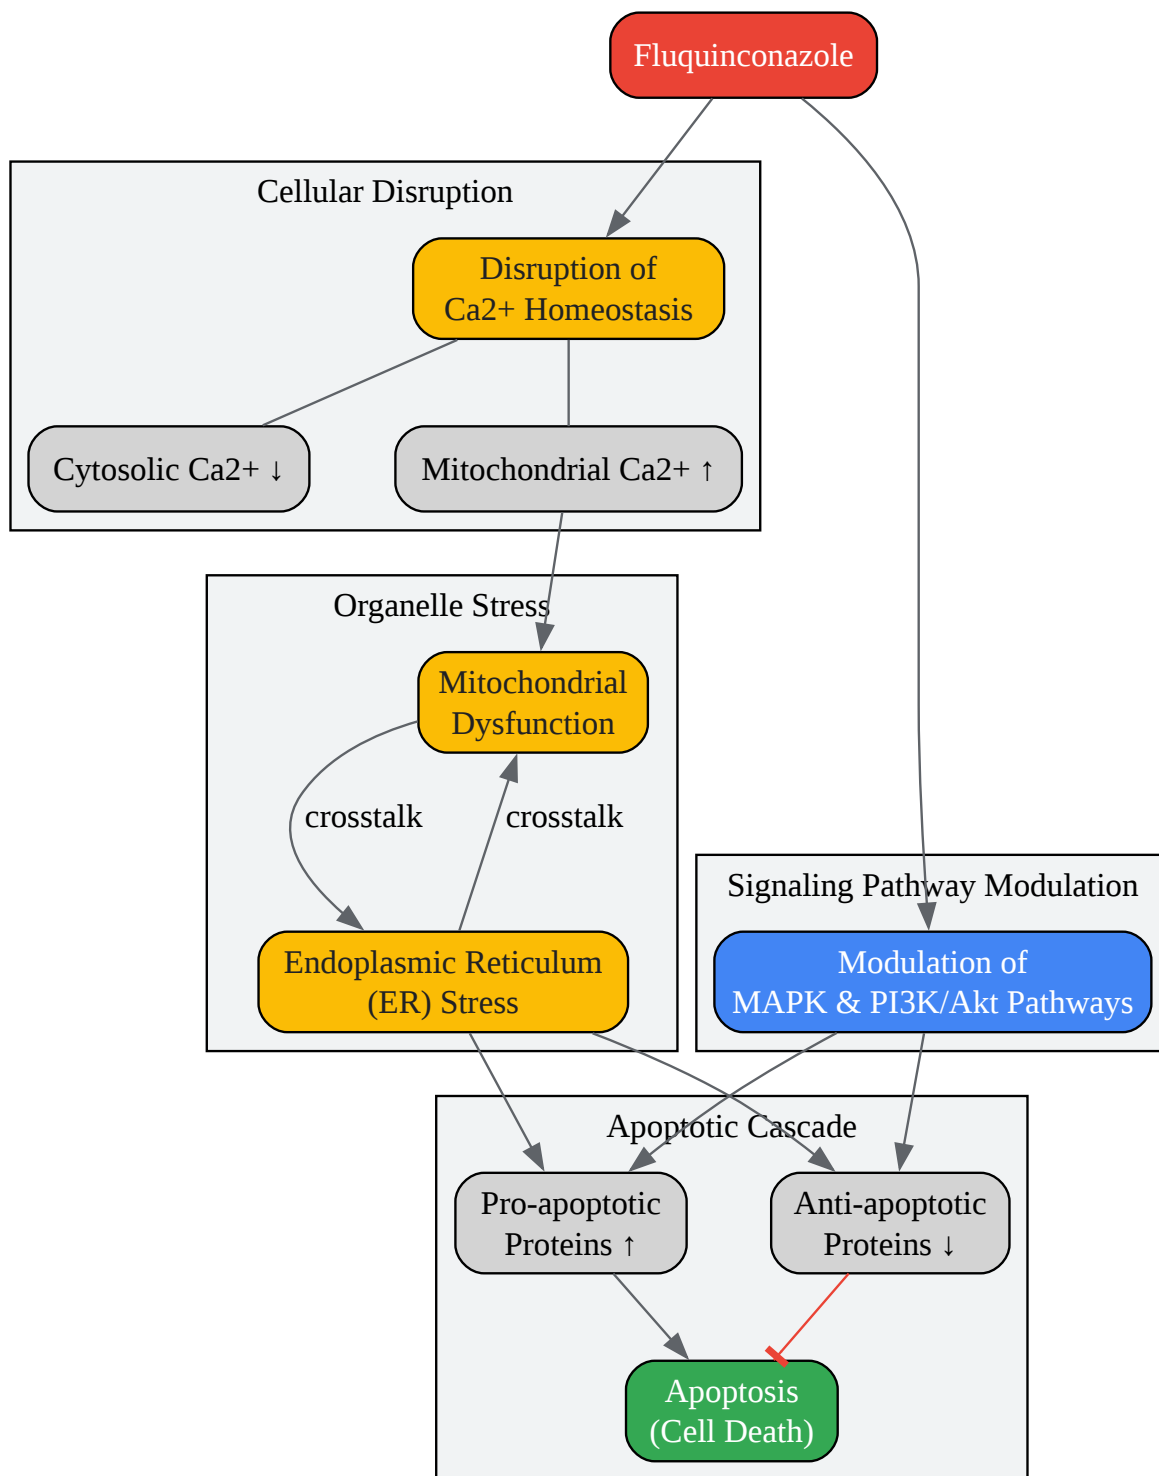 Fluquinconazole
Cellular Disruption
Disruption of
Ca2+ Homeostasis
Cytosolic Ca2+ ↓
Mitochondrial Ca2+ ↑
Organelle Stress
Mitochondrial
Dysfunction
crosstalk
crosstalk
Signaling Pathway Modulation
Endoplasmic Reticulum
(ER) Stress
Modulation of
MAPK & PI3K/Akt Pathways
Apoptotic Cascade
Pro-apoptotic
Proteins ↑
Anti-apoptotic
Proteins ↓
Apoptosis
(Cell Death)